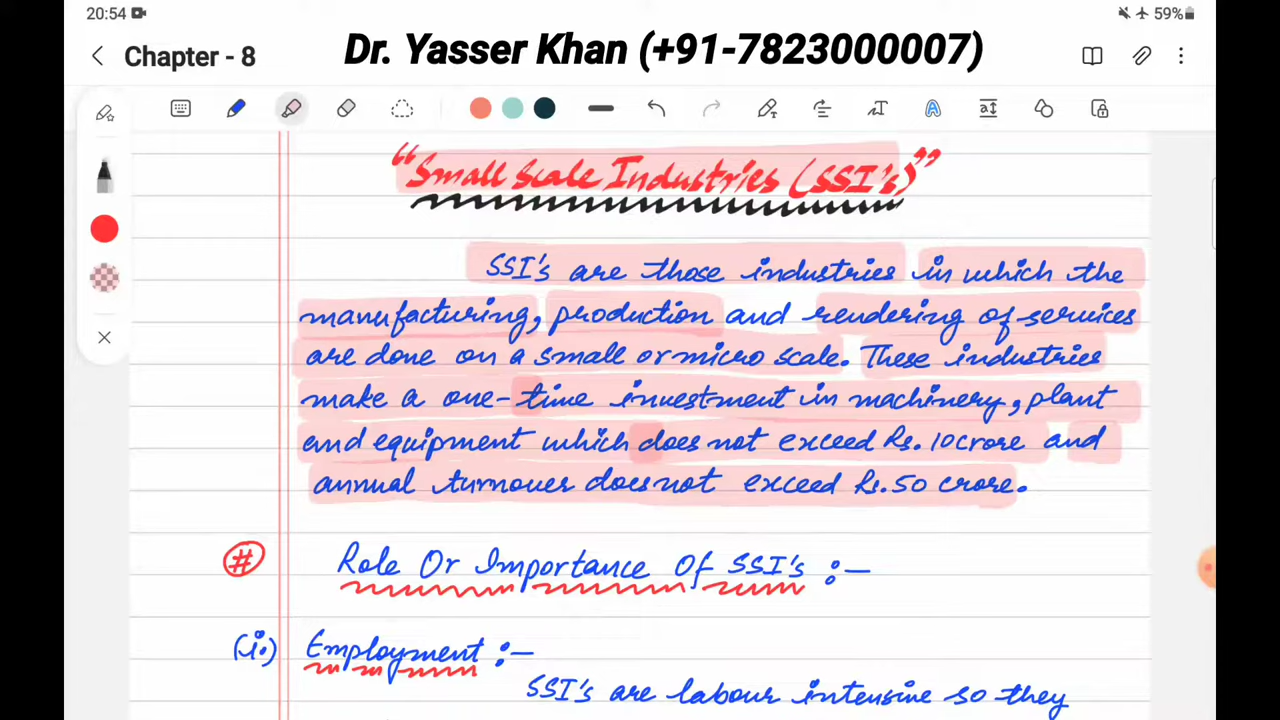 20:54
59%
Chapter - 8
Dr. Yasser Khan (+91-7823000007)
"Small Scale Industries (SSI's)"
SSI's are those industries in which the
manufacturing, production and rendering of services
are done on a small or micro scale. These industries
make a one-time investment in machinery, plant
and equipment which does not exceed Rs. 10 crore and
annual turnover does not exceed Rs. 50 crore.
# Role Or Importance Of SSI's :-
(i.) Employment :-
SSI's are labour intensive so they